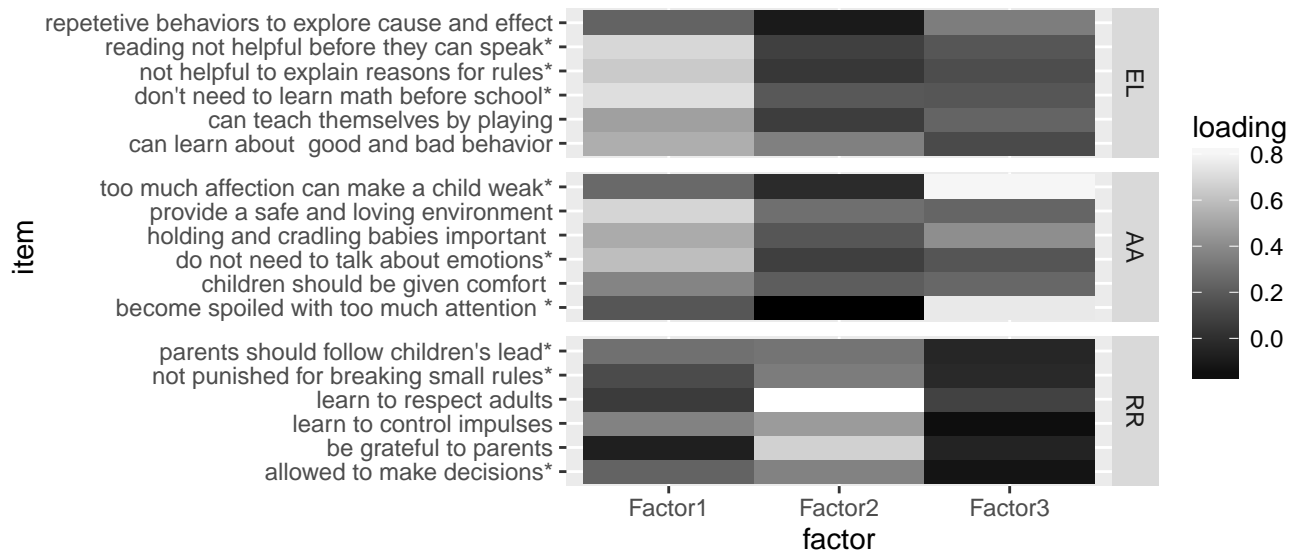 repetetive behaviors to explore cause and effect
reading not helpful before they can speak*
not helpful to explain reasons for rules*
don't need to learn math before school*
can teach themselves by playing
can learn about  good and bad behavior
EL
too much affection can make a child weak*
provide a safe and loving environment
holding and cradling babies important
do not need to talk about emotions*
children should be given comfort
become spoiled with too much attention *
AA
parents should follow children's lead*
not punished for breaking small rules*
learn to respect adults
learn to control impulses
be grateful to parents
allowed to make decisions*
RR
item
Factor1
Factor2
Factor3
factor
loading
0.8
0.6
0.4
0.2
0.0